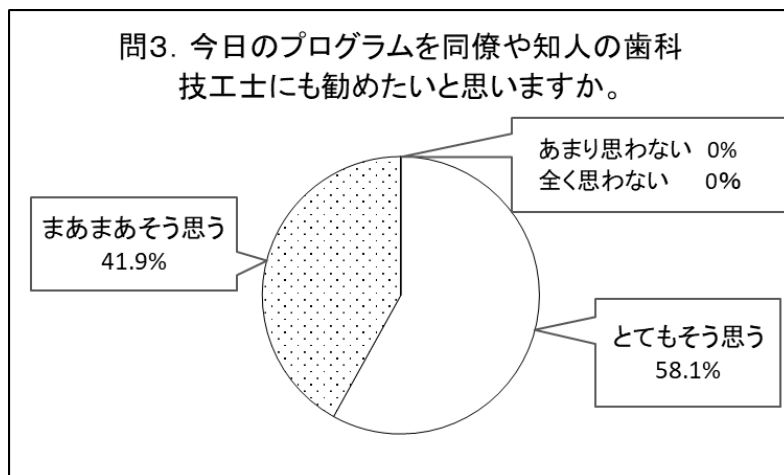 問3. 今日のプログラムを同僚や知人の歯科
技工士にも勧めたいと思いますか。
あまり思わない 0%
全く思わない 0%
まあまあそう思う
41.9%
とてもそう思う
58.1%